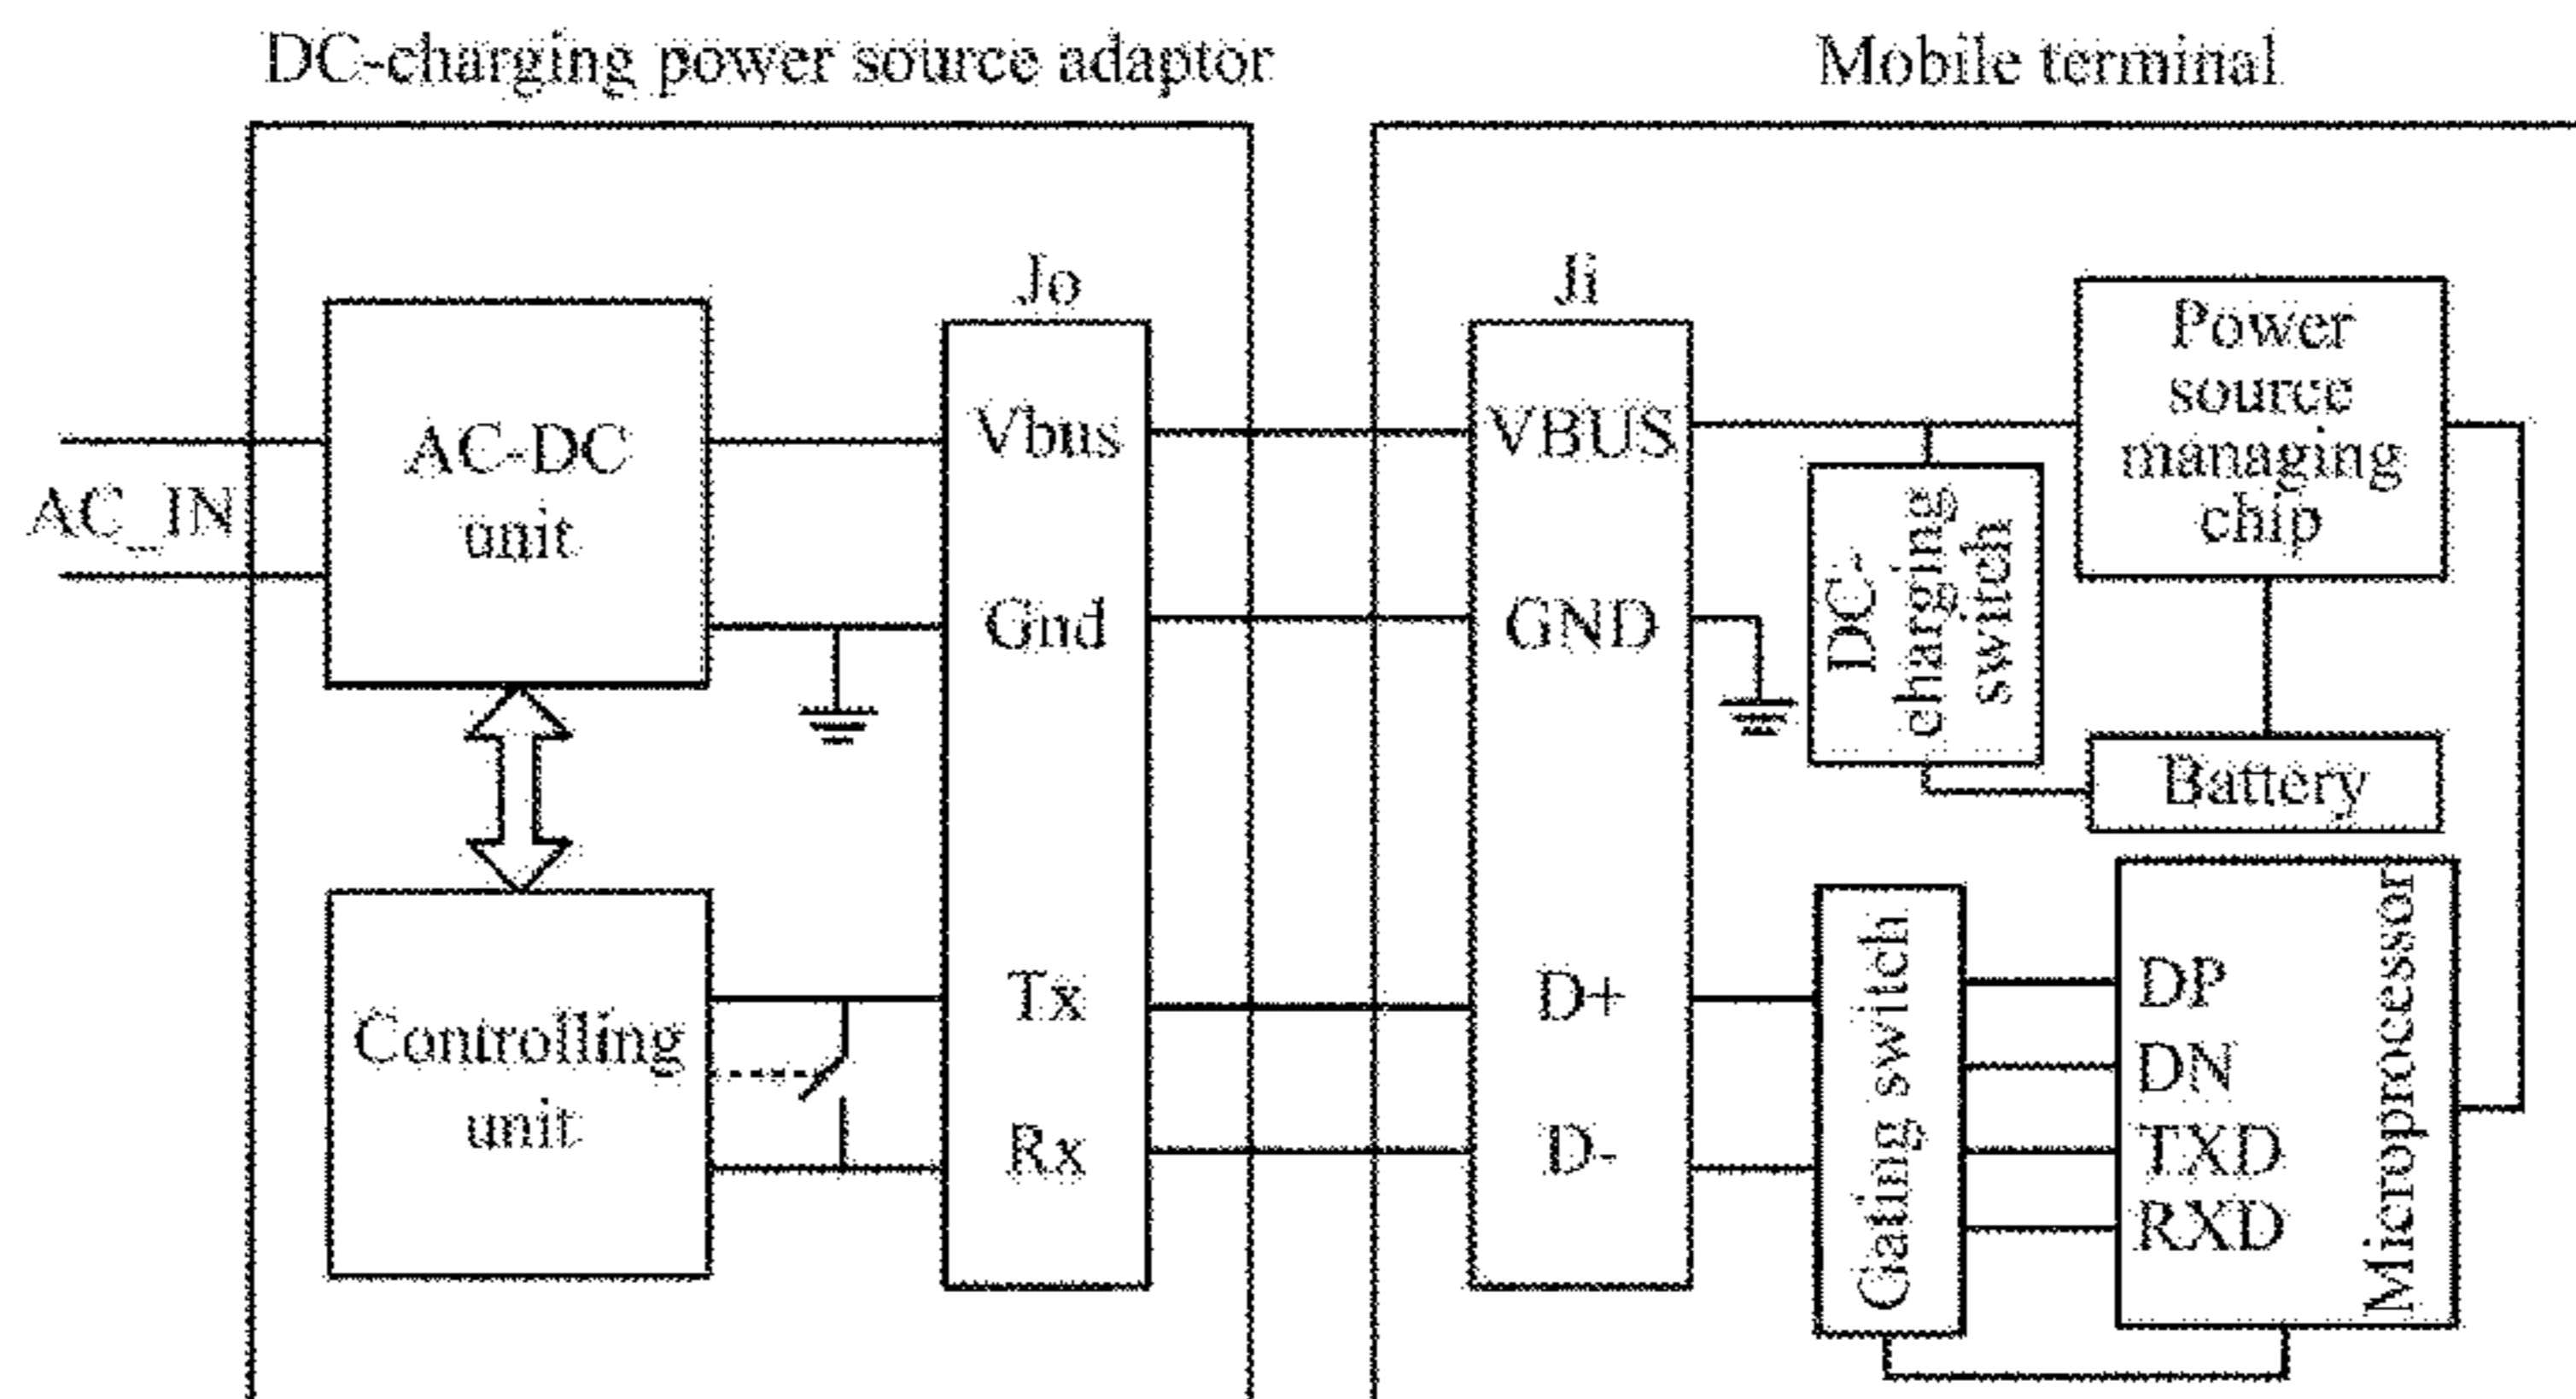 DC-charging power source adaptor
Mobile terminal
AC_IN
AC-DC
unit
Controlling
unit
Jo
Vbus
Gnd
Tx
Rx
Ji
VBUS
GND
D+
D-
DC-
charging
switch
Power
source
managing
chip
Battery
Gating switch
DP
DN
TXD
RXD
Microprocessor